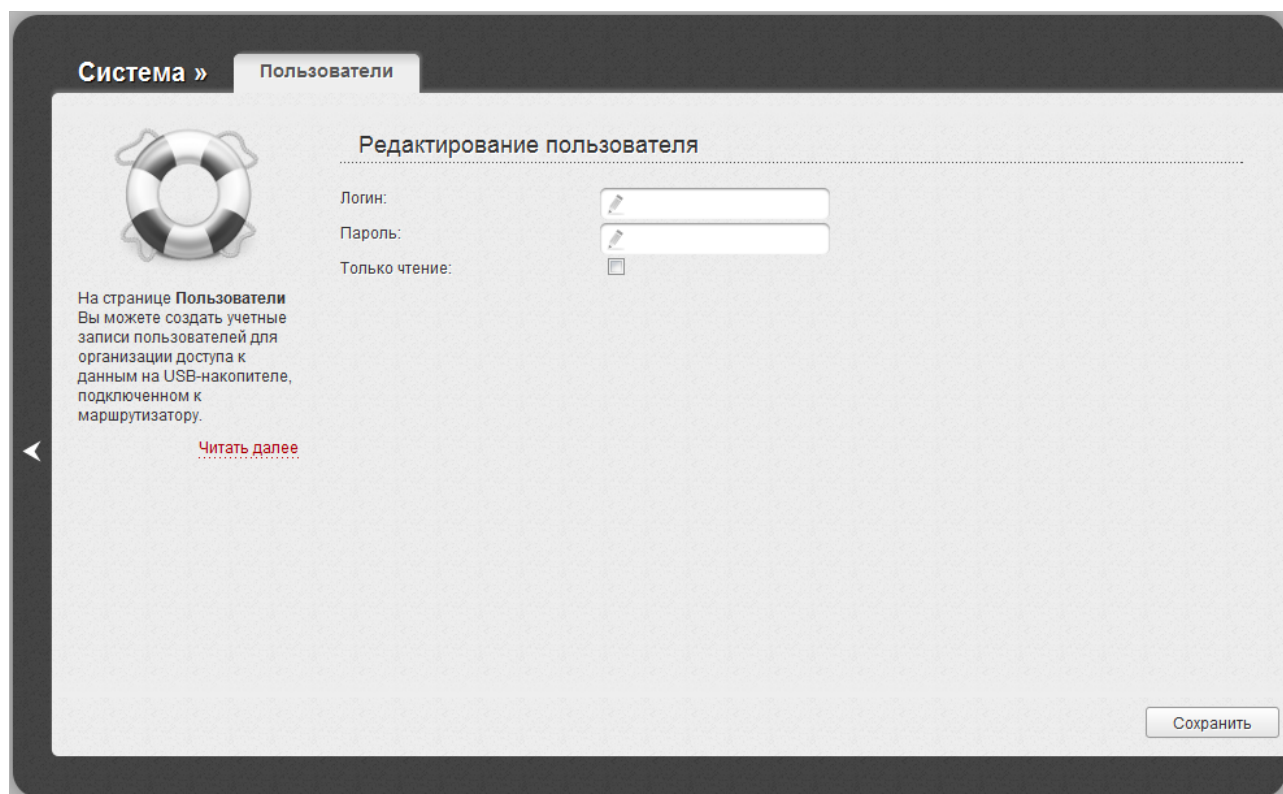 Система »
Пользователи
Редактирование пользователя
Логин:
Пароль:
Только чтение:
На странице Пользователи
Вы можете создать учетные
записи пользователей для
организации доступа к
данным на USB-накопителе,
подключенном к
маршрутизатору.
Читать далее
Сохранить